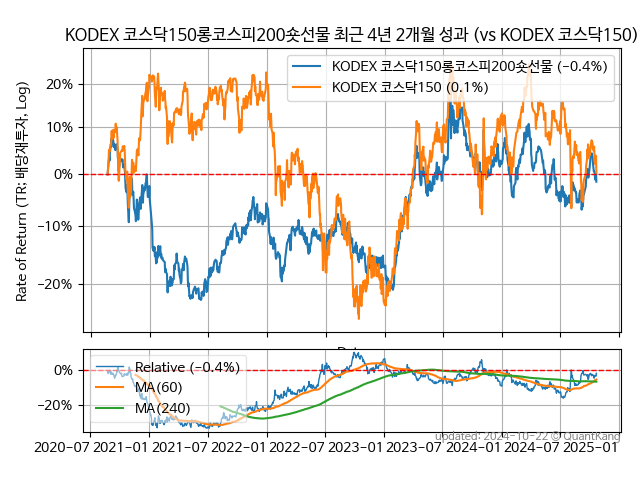 KODEX 코스닥150롱코스피200숏선물 최근 4년 2개월 성과 (vs KODEX 코스닥150)
Rate of Return (TR: 배당재투자, Log)
KODEX 코스닥150롱코스피200숏선물 (−0.4%)
KODEX 코스닥150 (0.1%)
20%
10%
0%
−10%
−20%
Relative (−0.4%)
MA(60)
MA(240)
0%
−20%
2020-07 2021-01 2021-07 2022-01 2022-07 2023-01 2023-07 2024-01 2024-07 2025-01
updated: 2024-10-22 © QuantKang